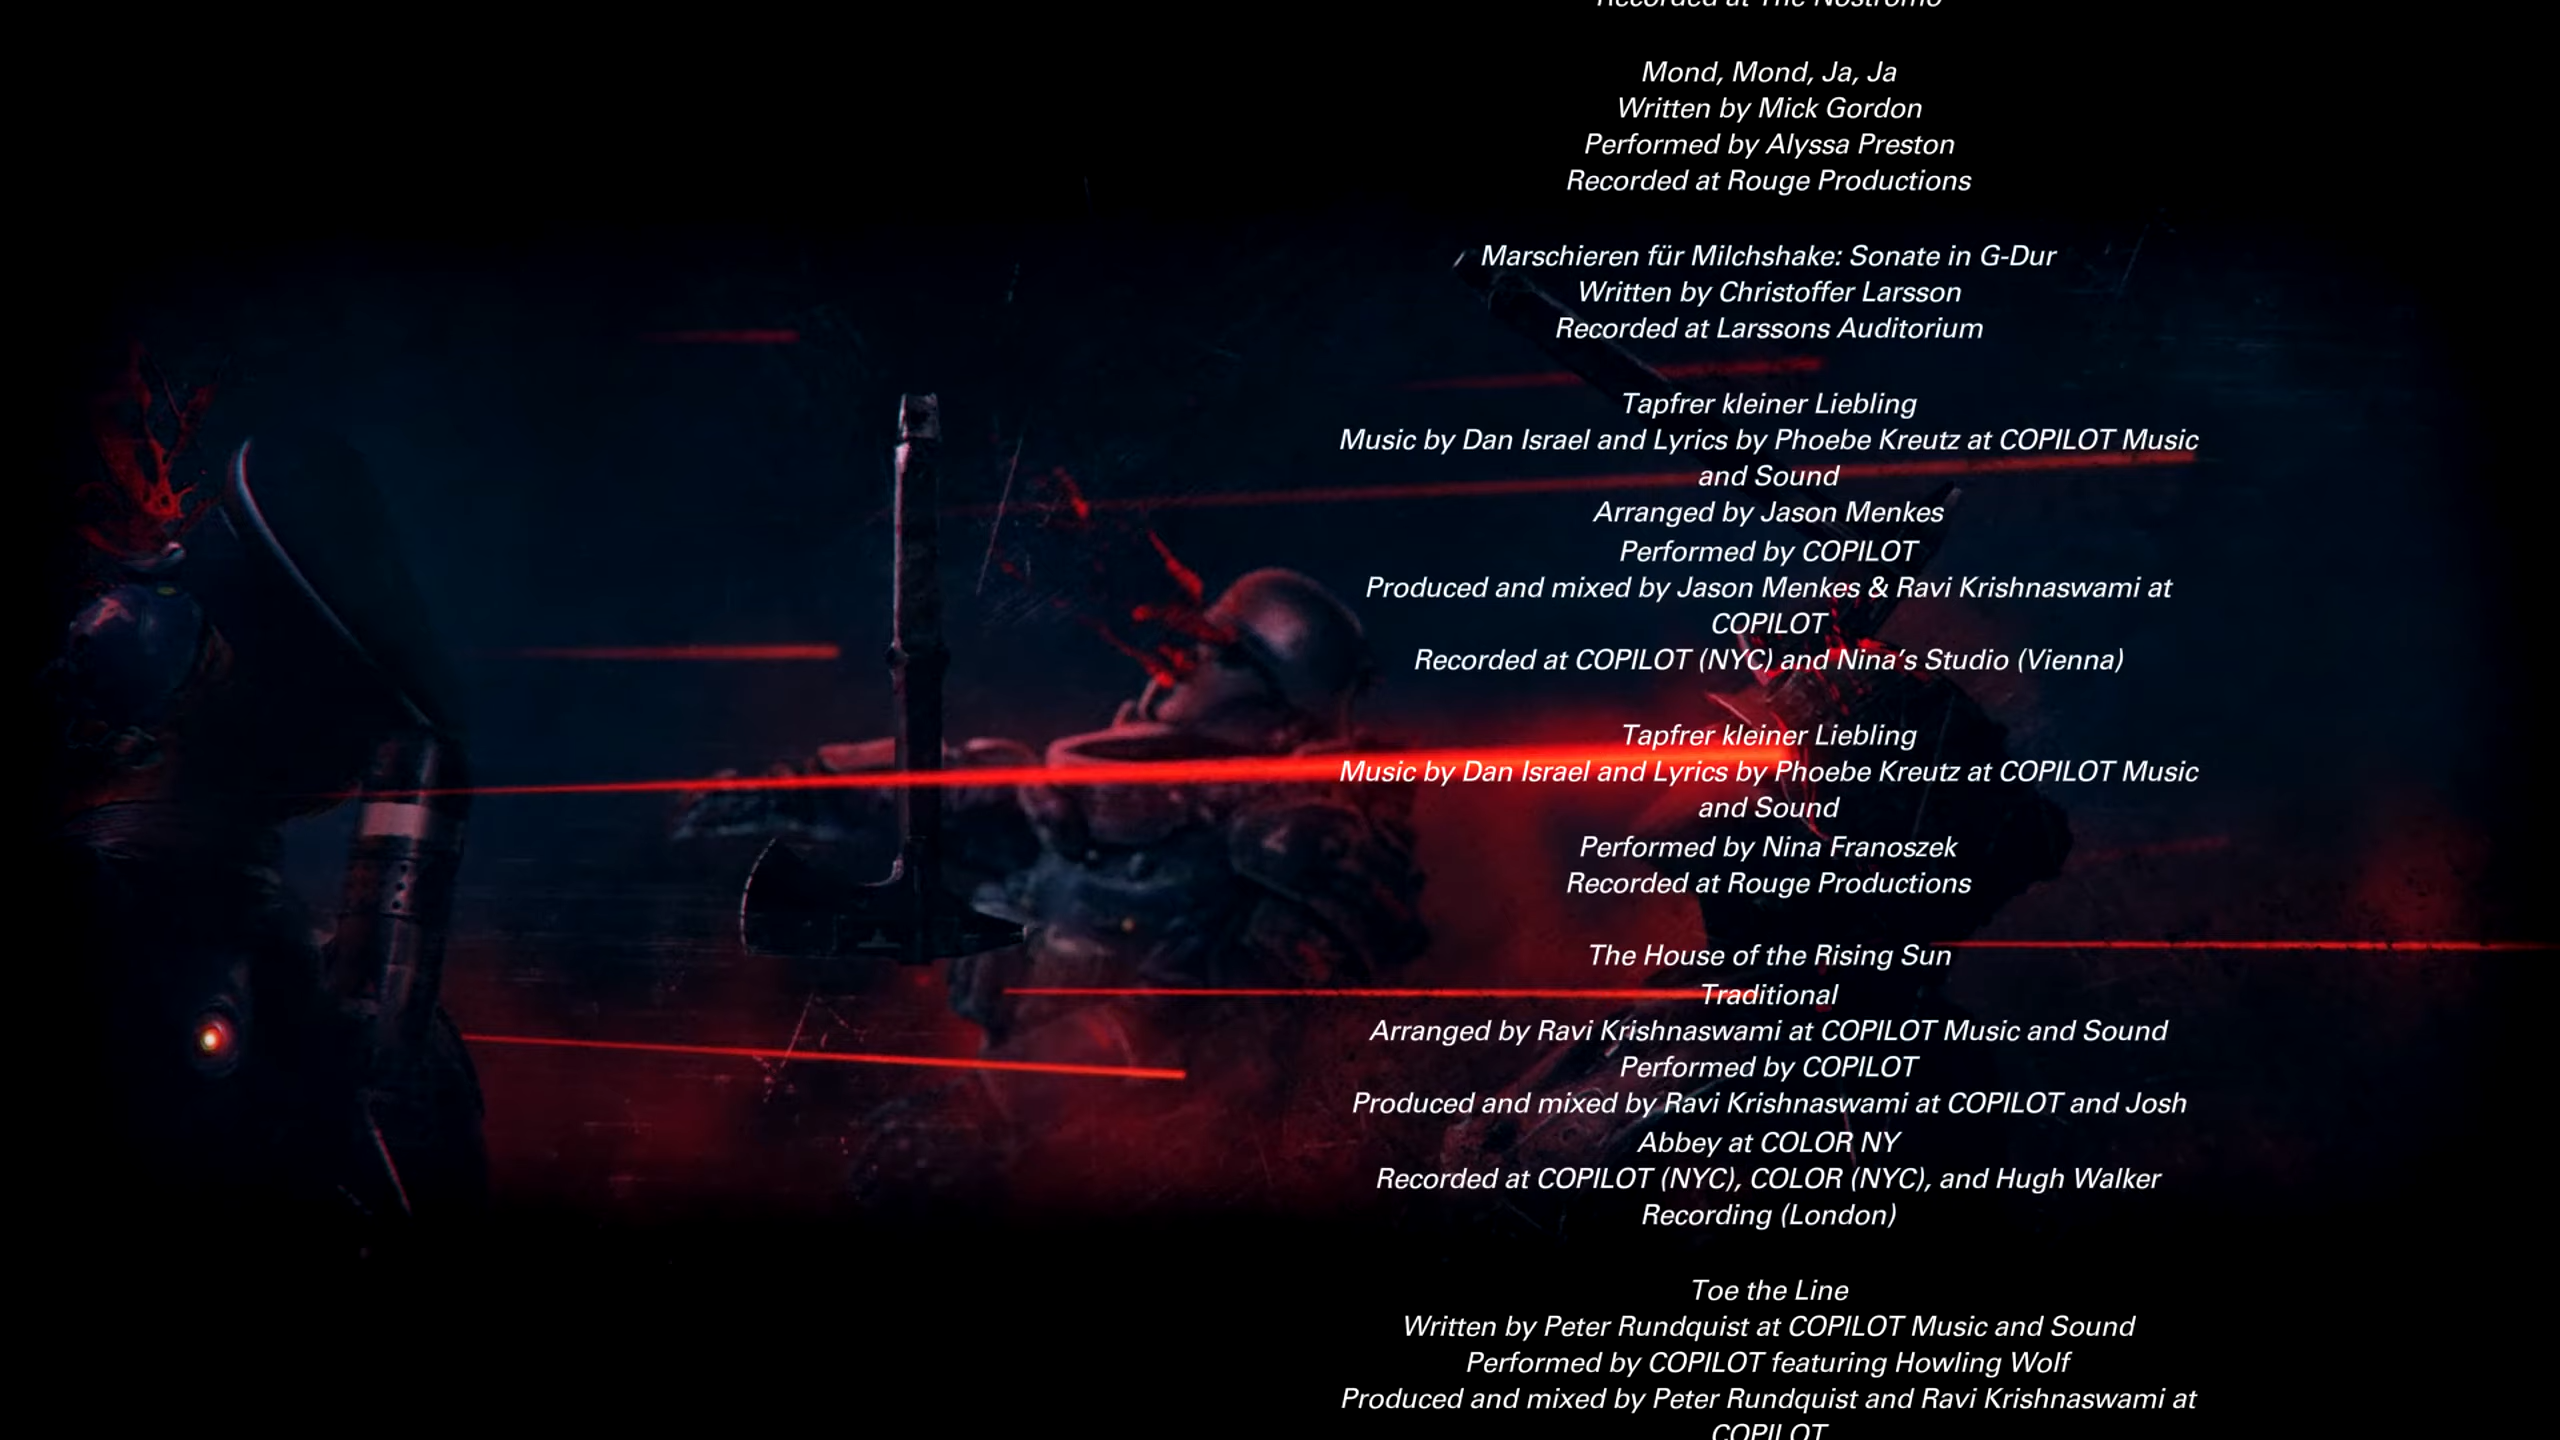 Recorded at The Nostromo
Mond, Mond, Ja, Ja
Written by Mick Gordon
Performed by Alyssa Preston
Recorded at Rouge Productions
Marschieren für Milchshake: Sonate in G-Dur
Written by Christoffer Larsson
Recorded at Larssons Auditorium
Tapfrer kleiner Liebling
Music by Dan Israel and Lyrics by Phoebe Kreutz at COPILOT Music
and Sound
Arranged by Jason Menkes
Performed by COPILOT
Produced and mixed by Jason Menkes & Ravi Krishnaswami at
COPILOT
Recorded at COPILOT (NYC) and Nina’s Studio (Vienna)
Tapfrer kleiner Liebling
Music by Dan Israel and Lyrics by Phoebe Kreutz at COPILOT Music
and Sound
Performed by Nina Franoszek
Recorded at Rouge Productions
The House of the Rising Sun
Traditional
Arranged by Ravi Krishnaswami at COPILOT Music and Sound
Performed by COPILOT
Produced and mixed by Ravi Krishnaswami at COPILOT and Josh
Abbey at COLOR NY
Recorded at COPILOT (NYC), COLOR (NYC), and Hugh Walker
Recording (London)
Toe the Line
Written by Peter Rundquist at COPILOT Music and Sound
Performed by COPILOT featuring Howling Wolf
Produced and mixed by Peter Rundquist and Ravi Krishnaswami at
COPILOT